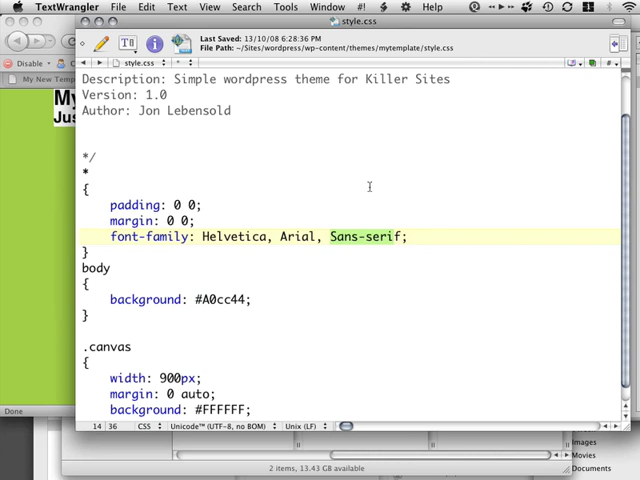 TextWrangler File Edit Text View Search Tools Window #! Help
style.css
Last Saved: 13/10/08 6:28:36 PM
File Path: ~/Sites/wordpress/wp-content/themes/mytemplate/style.css
Disable
style.css
My New Temp
My
Jus
Description: Simple wordpress theme for Killer Sites
Version: 1.0
Author: Jon Lebensold
*/
*
{
padding: 0 0;
margin: 0 0;
font-family: Helvetica, Arial, Sans-serif;
}
body
{
background: #A0cc44;
}
.canvas
{
width: 900px;
margin: 0 auto;
background: #FFFFFF;
Done
14 36 CSS Unicode™ (UTF-8, no BOM) Unix (LF)
Images
Movies
2 items, 13.43 GB available
Documents